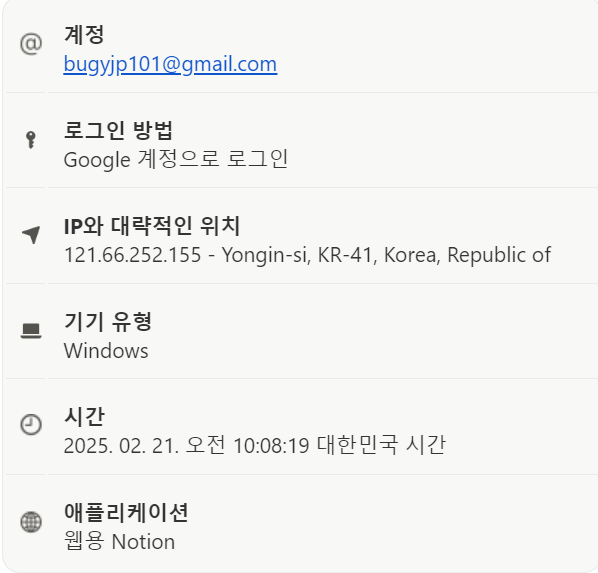 계정
bugyjp101@gmail.com
로그인 방법
Google 계정으로 로그인
IP와 대략적인 위치
121.66.252.155 - Yongin-si, KR-41, Korea, Republic of
기기 유형
Windows
시간
2025. 02. 21. 오전 10:08:19 대한민국 시간
애플리케이션
웹용 Notion